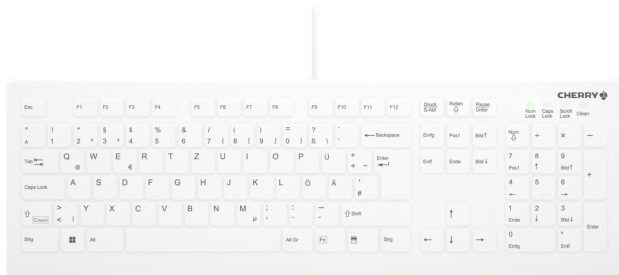 CHERRY
Num Lock Caps Lock Scroll Lock Clean
Esc F1 F2 F3 F4 F5 F6 F7 F8 F9 F10 F11 F12 Druck S-Abf Rollen ⇩ Pause Untbr
° ^ ! 1 " 2 ² § 3 ³ $ 4 % 5 & 6 / 7 { ( 8 [ ) 9 ] = 0 } ? ß \ ` ´ ← Backspace Einfg Pos1 Bild↑ Num ⇩ ÷ × −
Tab Q @ W E € R T Z U I O P Ü * + ~ Enter ↵ Entf Ende Bild↓ 7 Pos1 8 ↑ 9 Bild↑ +
Caps Lock A S D F G H J K L Ö Ä ' # 4 ← 5 6 →
⇧ Clean > < | Y X C V B N M µ ; , : . _ - ⇧ Shift ↑ 1 Ende 2 ↓ 3 Bild↓ Enter
Strg Alt Alt Gr Fn Strg ← ↓ → 0 Einfg , Entf